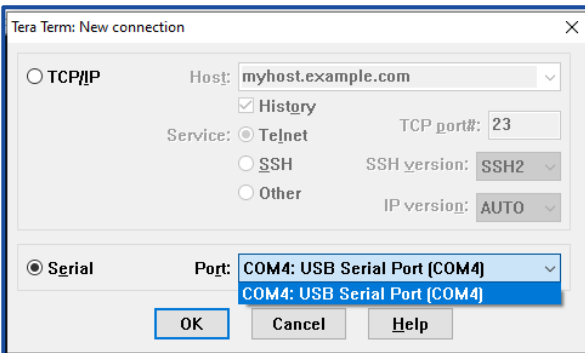 Tera Term: New connection
TCP/IP
Host: myhost.example.com
History
Service: Telnet
TCP port#: 23
SSH
SSH version: SSH2
Other
IP version: AUTO
Serial
Port: COM4: USB Serial Port (COM4)
COM4: USB Serial Port (COM4)
OK Cancel Help